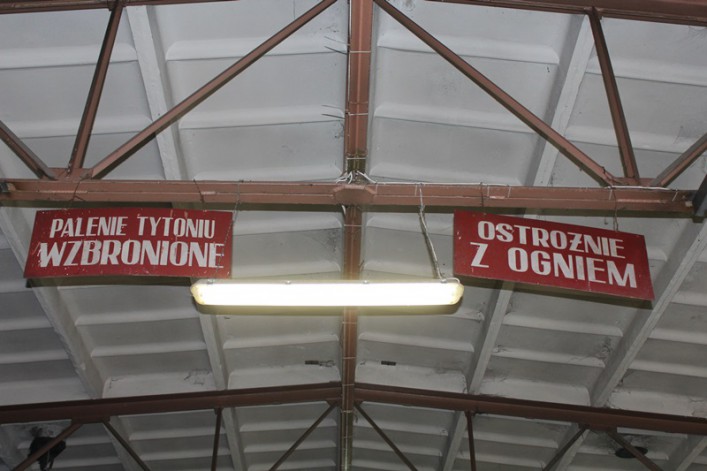 PALENIE TYTONIU
WZBRONIONE
OSTROŻNIE
Z OGNIEM